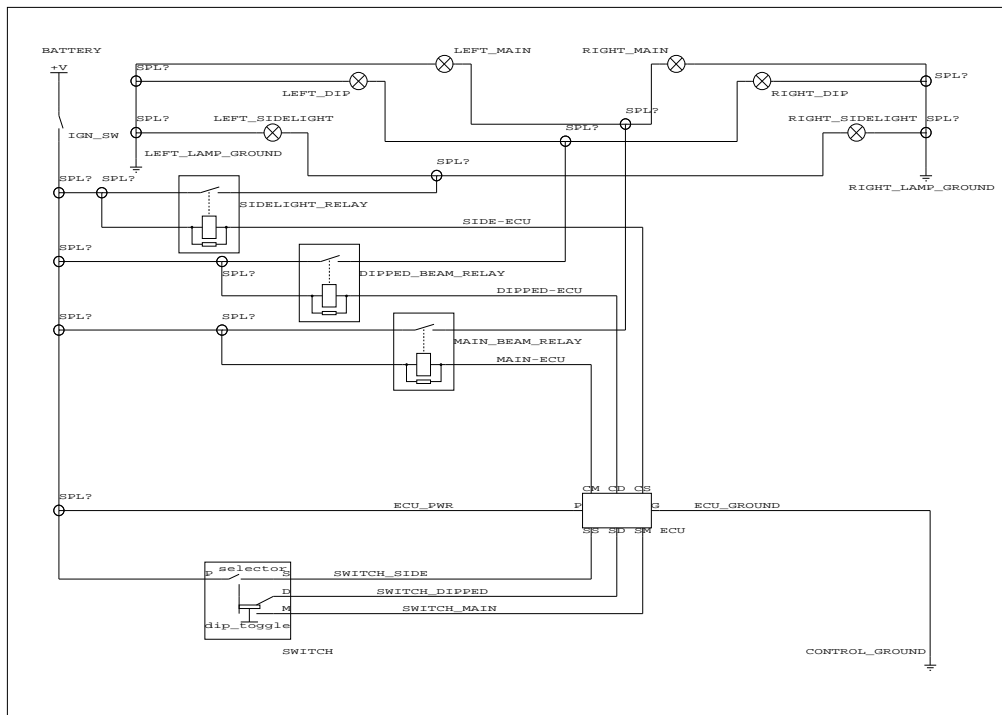 BATTERY
LEFT_MAIN
RIGHT_MAIN
+V
SPL?
SPL?
LEFT_DIP
RIGHT_DIP
SPL?
LEFT_SIDELIGHT
SPL?
RIGHT_SIDELIGHT
SPL?
IGN_SW
SPL?
LEFT_LAMP_GROUND
SPL?
SPL?
SPL?
RIGHT_LAMP_GROUND
SIDELIGHT_RELAY
SIDE-ECU
SPL?
SPL?
DIPPED_BEAM_RELAY
DIPPED-ECU
SPL?
SPL?
MAIN_BEAM_RELAY
MAIN-ECU
CM CD CS
SPL?
ECU_PWR
P
G
ECU_GROUND
SS SD SM ECU
selector
P
S
SWITCH_SIDE
D
SWITCH_DIPPED
M
SWITCH_MAIN
dip_toggle
SWITCH
CONTROL_GROUND